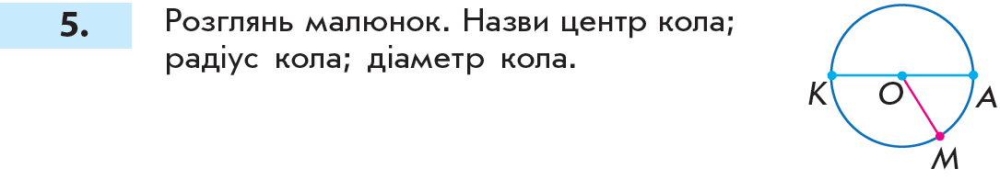 5. Розглянь малюнок. Назви центр кола;
радіус кола; діаметр кола.
K O A
M